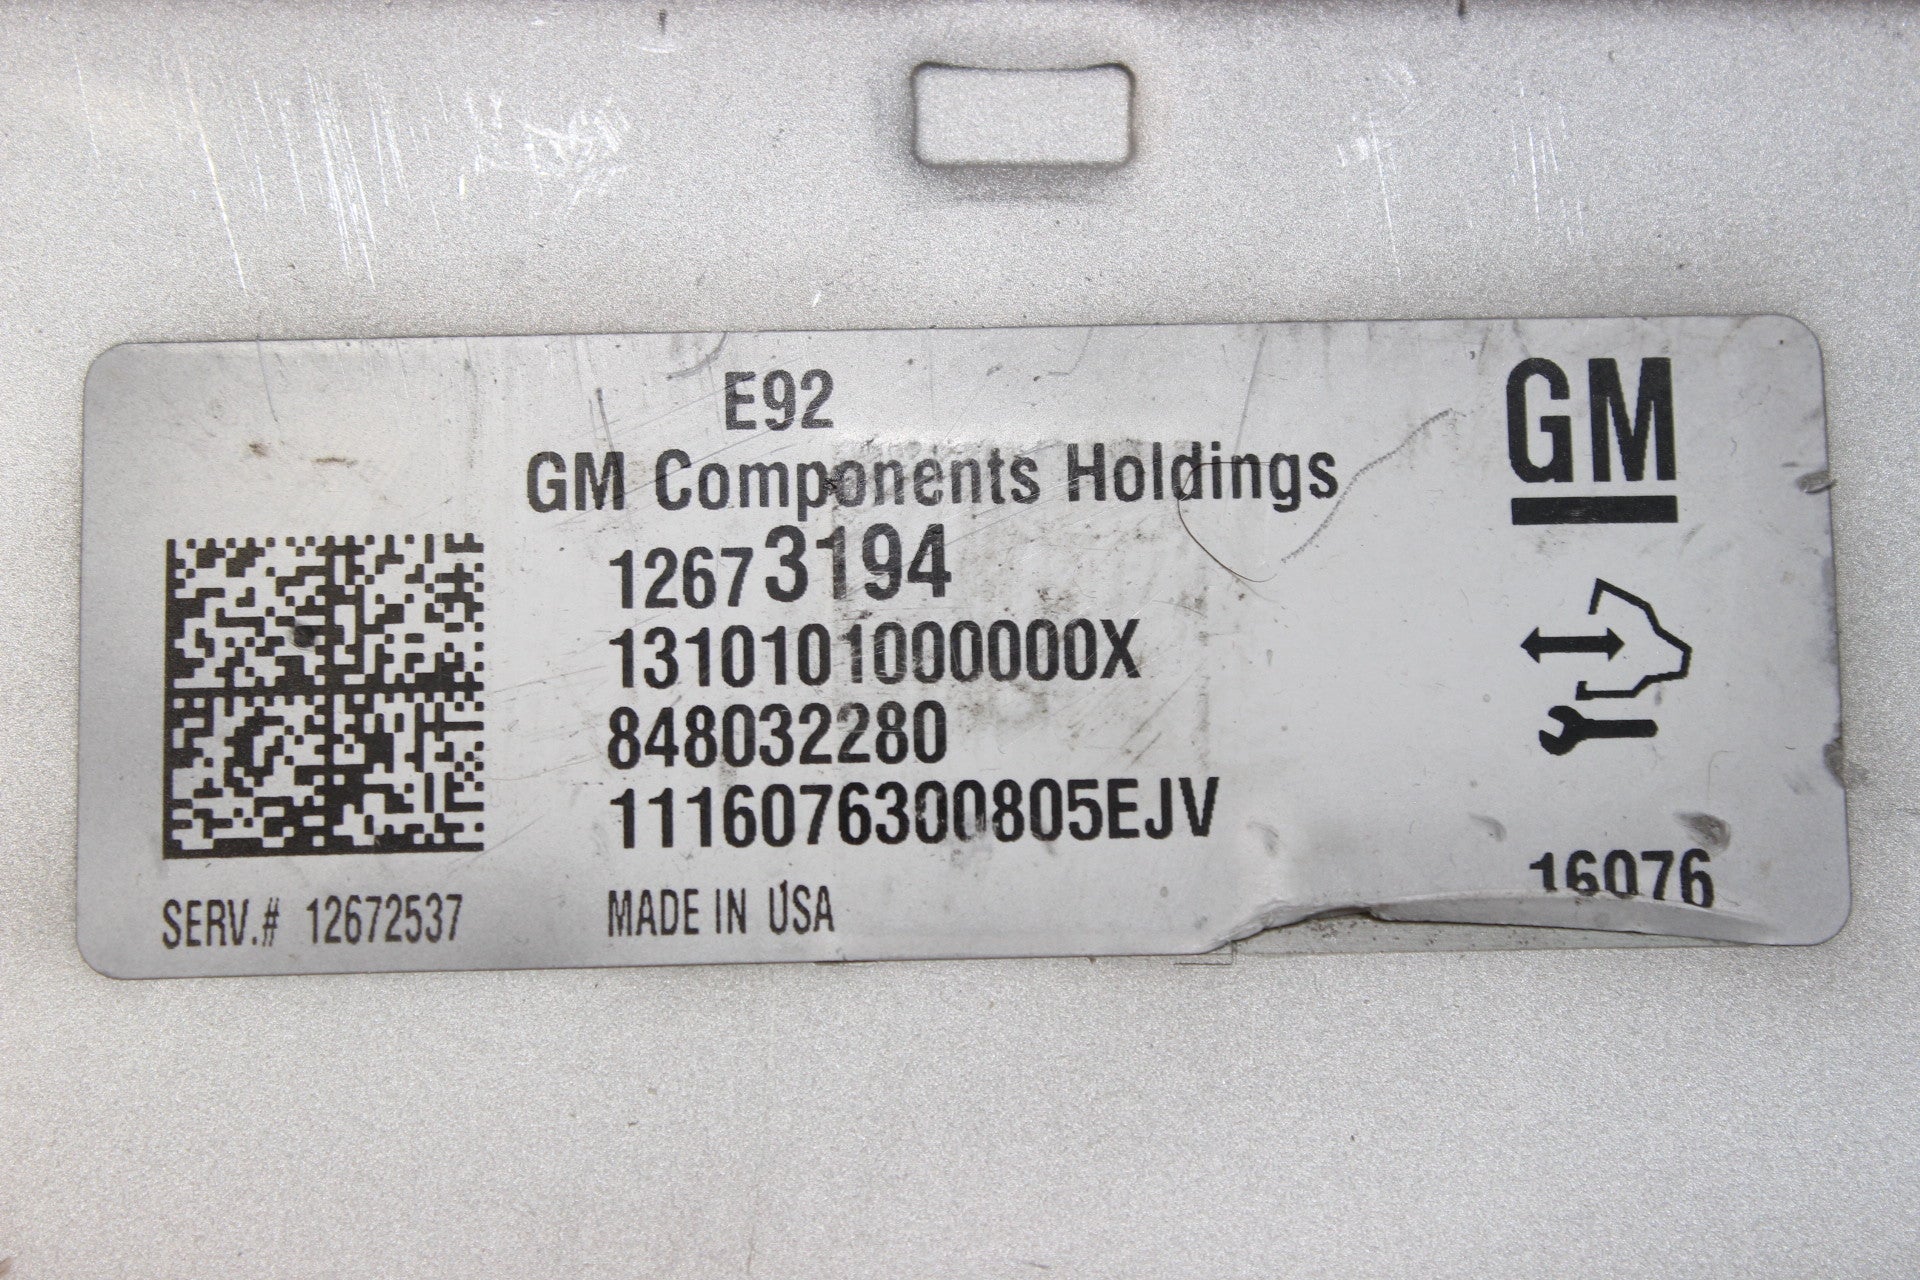 E92
GM Components Holdings
GM
12673194
1310101000000X
848032280
1116076300805EJV
16076
SERV.# 12672537
MADE IN USA